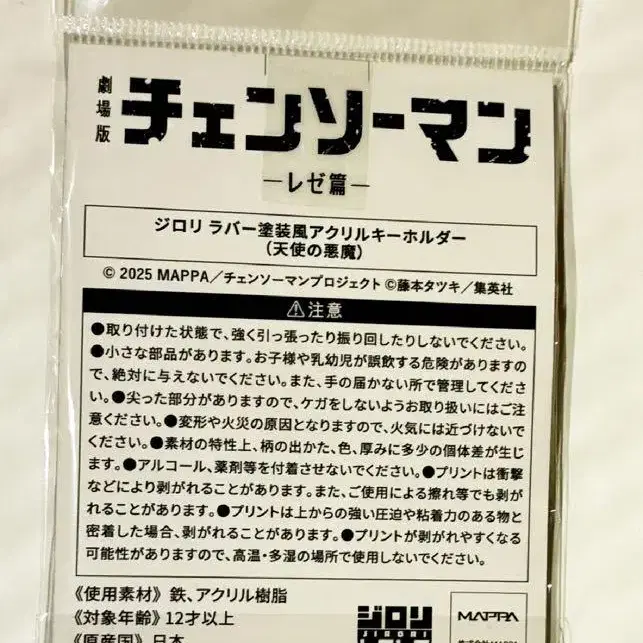 劇場版
チェンソーマン
―レゼ篇―
ジロリ ラバー塗装風アクリルキーホルダー
(天使の悪魔)
© 2025 MAPPA／チェンソーマンプロジェクト ©藤本タツキ／集英社
⚠注意
●取り付けた状態で、強く引っ張ったり振り回したりしないでください。
●小さな部品があります。お子様や乳幼児が誤飲する危険がありますの
で、絶対に与えないでください。また、手の届かない所で管理してくださ
い。●尖った部分がありますので、ケガをしないようお取り扱いにはご注
意ください。●変形や火災の原因となりますので、火気には近づけないで
ください。●素材の特性上、柄の出かた、色、厚みに多少の個体差が生じ
ます。●アルコール、薬剤等を付着させないでください。●プリントは衝撃
などにより剥がれることがあります。また、ご使用による擦れ等でも剥が
れることがあります。●プリントは上からの強い圧迫や粘着力のある物と
密着した場合、剥がれることがあります。●プリントが剥がれやすくなる
可能性がありますので、高温・多湿の場所で使用しないでください。
《使用素材》 鉄、アクリル樹脂
《対象年齢》 12才以上
《原産国》 日本
ジロリ
MAPPA